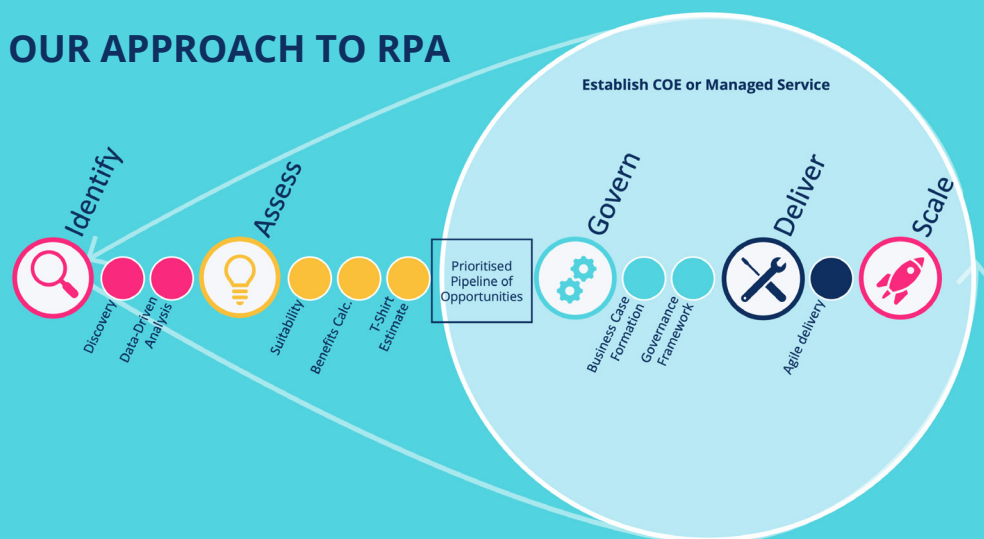 OUR APPROACH TO RPA
Establish COE or Managed Service
Identify
Discovery
Data-Driven
Analysis
Assess
Suitability
Benefits Calc.
T-Shirt
Estimate
Prioritised
Pipeline of
Opportunities
Govern
Business Case
Formation
Governance
Framework
Deliver
Agile delivery
Scale